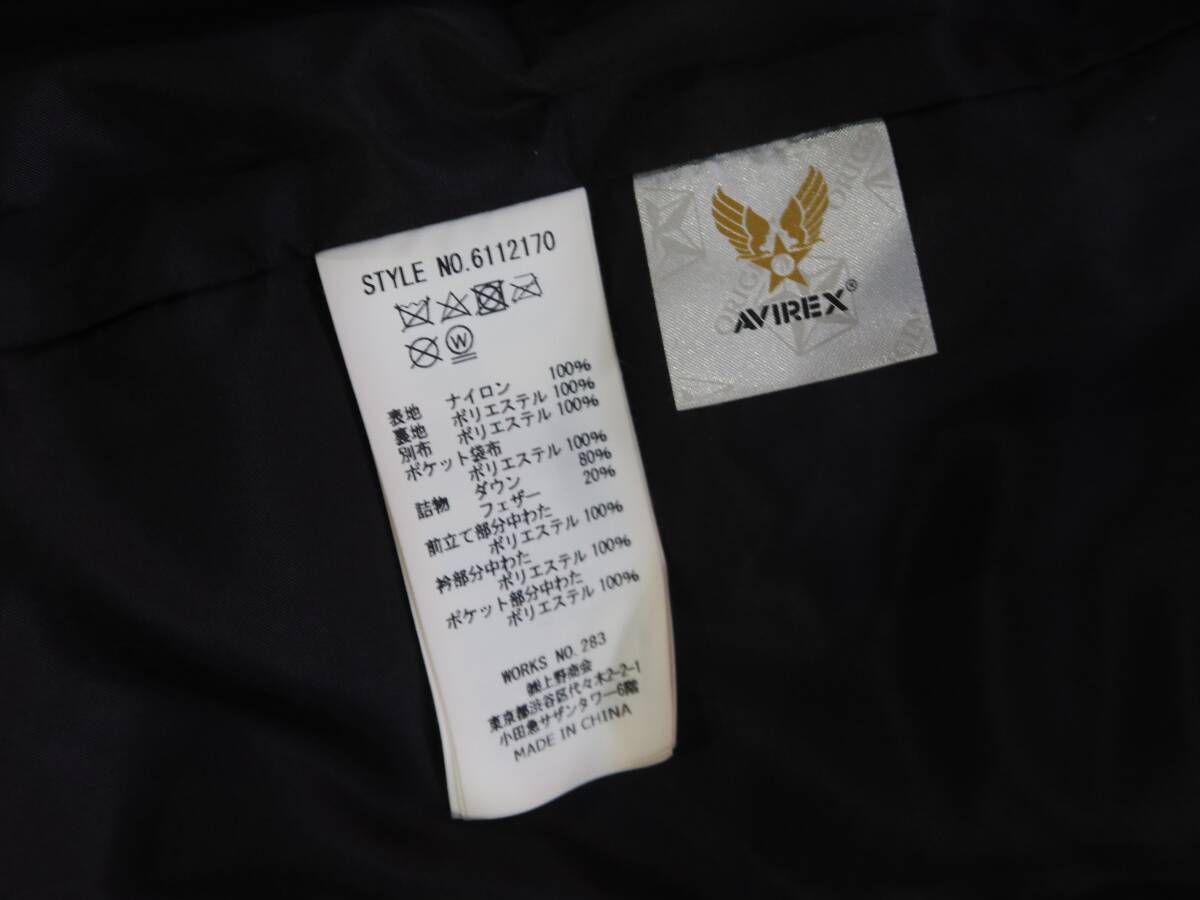 STYLE NO.6112170
W
表地 ナイロン 100%
裏地 ポリエステル 100%
別布 ポリエステル 100%
ポケット袋布
ポリエステル 100%
詰物 ダウン 80%
フェザー 20%
前立て部分中わた
ポリエステル 100%
衿部分中わた
ポリエステル 100%
ポケット部分中わた
ポリエステル 100%
WORKS NO.283
㈱上野商会
東京都渋谷区代々木2-2-1
小田急サザンタワー6階
MADE IN CHINA
ORIG
ORIG
AVIREX®